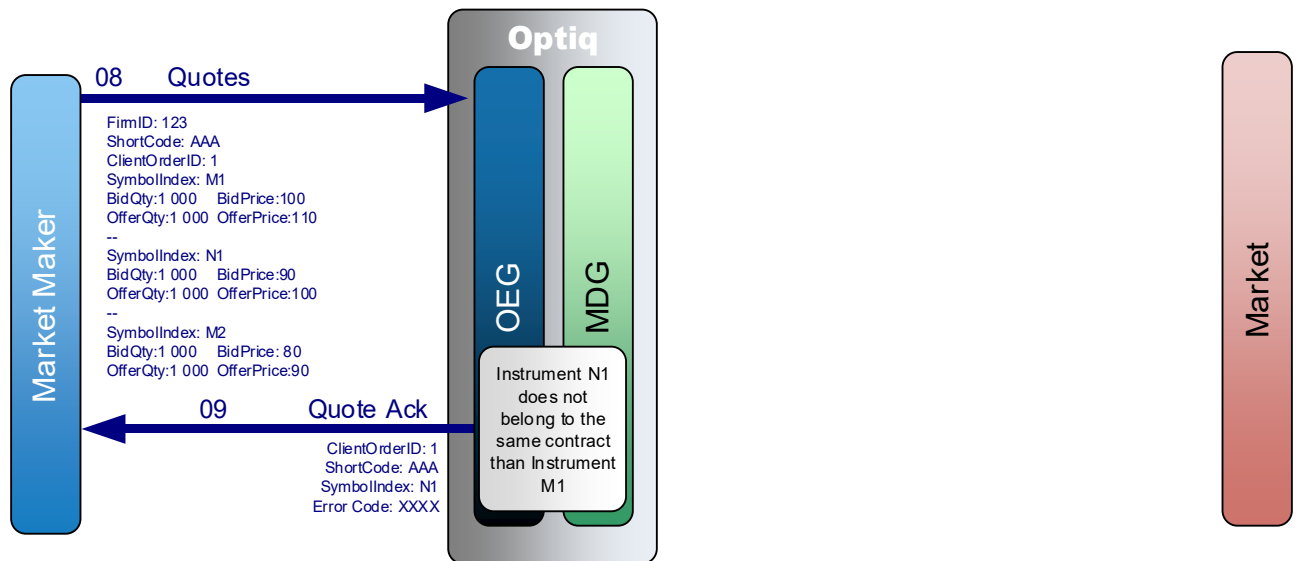 Optiq
08 Quotes
FirmID: 123
ShortCode: AAA
ClientOrderID: 1
SymbolIndex: M1
BidQty:1 000 BidPrice:100
OfferQty:1 000 OfferPrice:110
--
SymbolIndex: N1
BidQty:1 000 BidPrice:90
OfferQty:1 000 OfferPrice:100
--
SymbolIndex: M2
BidQty:1 000 BidPrice: 80
OfferQty:1 000 OfferPrice:90
09 Quote Ack
ClientOrderID: 1
ShortCode: AAA
SymbolIndex: N1
Error Code: XXXX
Market Maker
OEG
MDG
Instrument N1
does not
belong to the
same contract
than Instrument
M1
Market